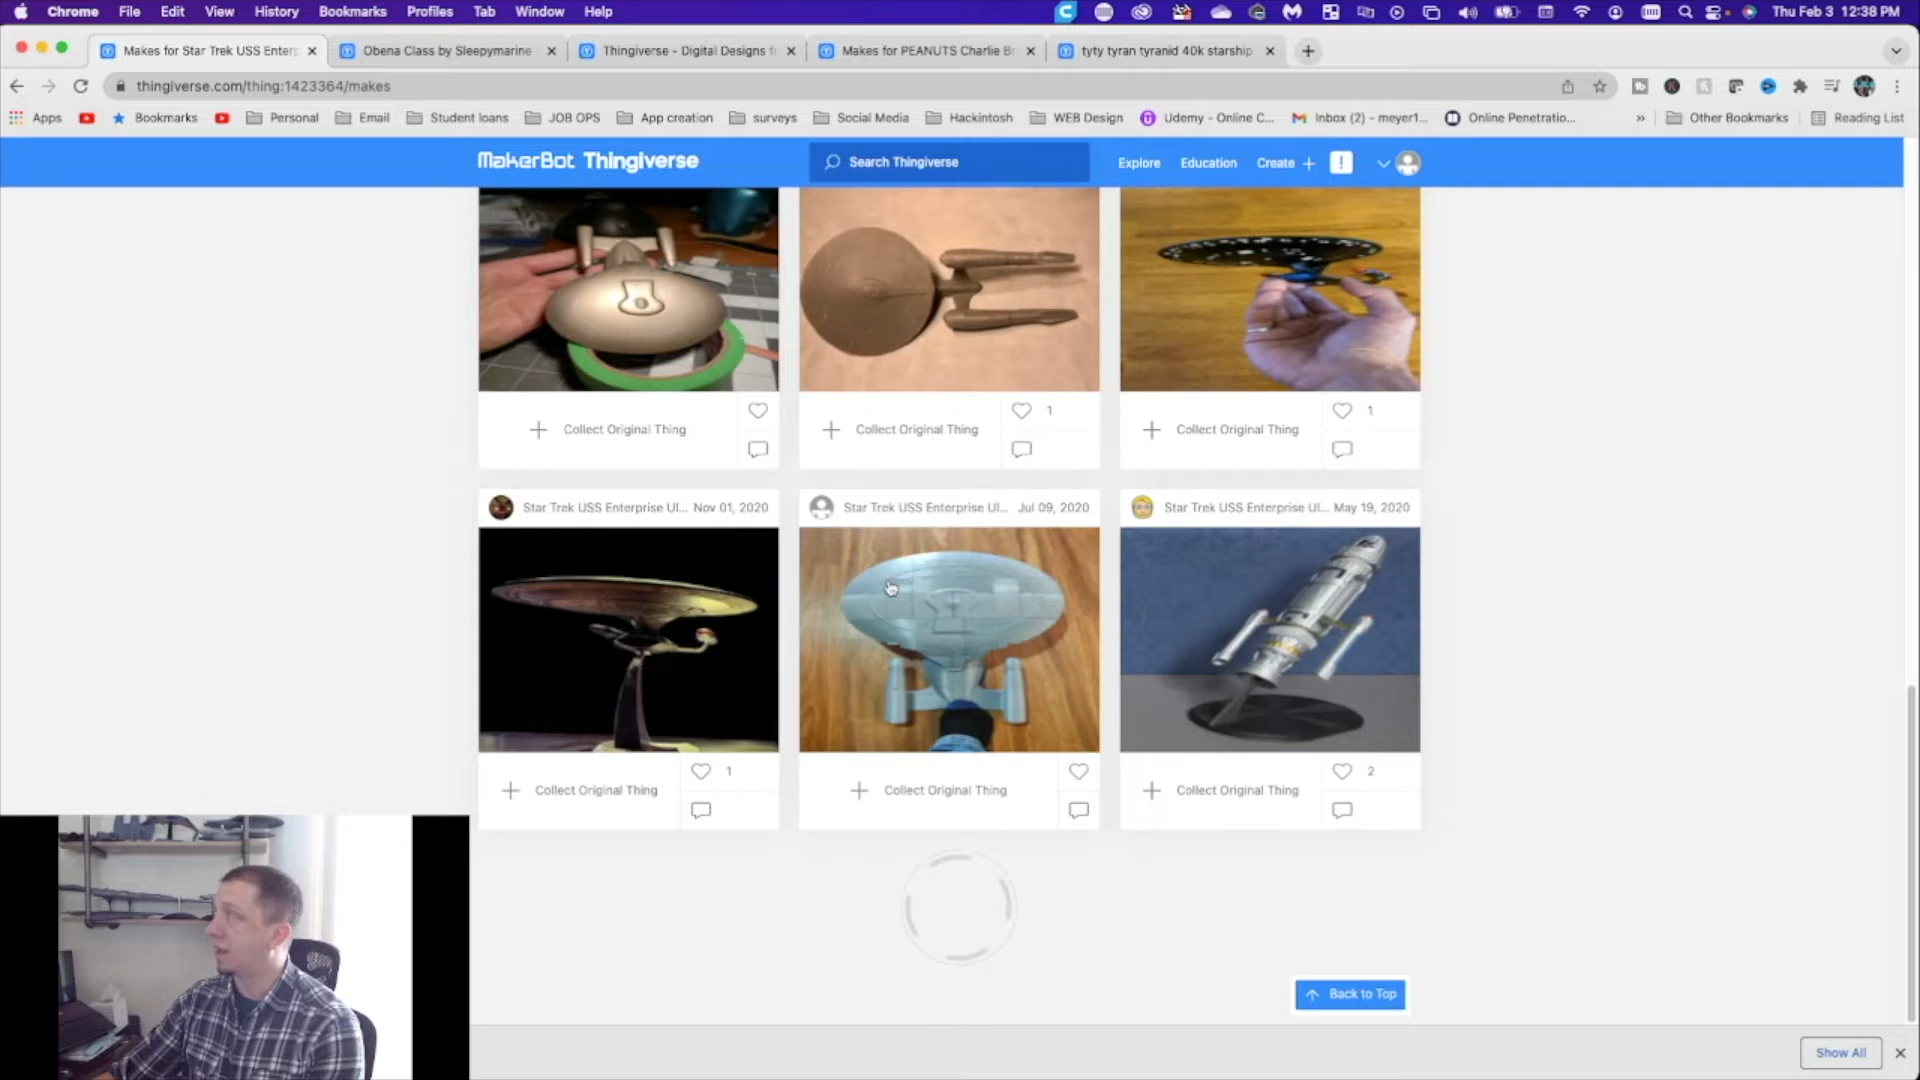 Chrome File Edit View History Bookmarks Profiles Tab Window Help Thu Feb 3 12:38 PM
Makes for Star Trek USS Enterp
Obena Class by Sleepymarine
Thingiverse - Digital Designs f
Makes for PEANUTS Charlie B
tyty tyran tyranid 40k starship
thingiverse.com/thing:1423364/makes
Apps Bookmarks Personal Email Student loans JOB OPS App creation surveys Social Media Hackintosh WEB Design Udemy - Online C... Inbox (2) - meyer1... Online Penetratio... » Other Bookmarks Reading List
MakerBot Thingiverse Search Thingiverse Explore Education Create + !
Collect Original Thing
Collect Original Thing 1
Collect Original Thing 1
Star Trek USS Enterprise Ul... Nov 01, 2020
Star Trek USS Enterprise Ul... Jul 09, 2020
Star Trek USS Enterprise Ul... May 19, 2020
Collect Original Thing 1
Collect Original Thing
Collect Original Thing 2
Back to Top
Show All